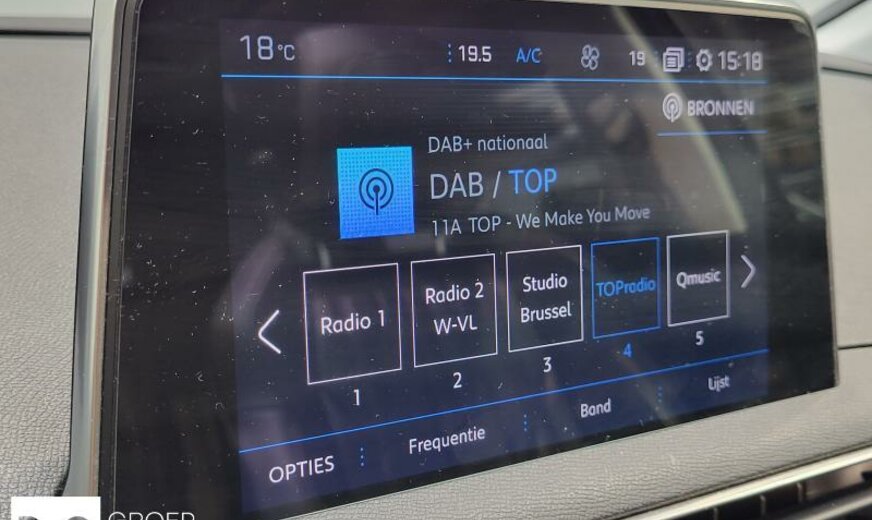 18°C 19.5 A/C 19 15:18
BRONNEN
DAB+ nationaal
DAB / TOP
11A TOP - We Make You Move
Radio 1
Radio 2
W-VL
Studio
Brussel
TOPradio
Qmusic
1 2 3 4 5
OPTIES Frequentie Band Lijst
GROEP